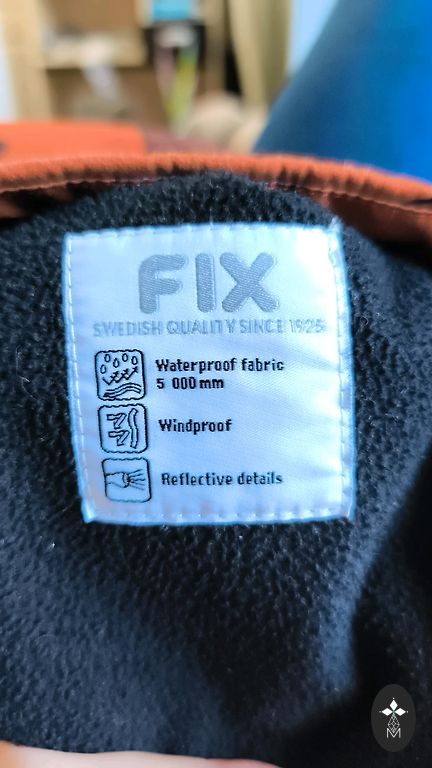 FIX
SWEDISH QUALITY SINCE 1925
Waterproof fabric
5 000 mm
Windproof
Reflective details
M